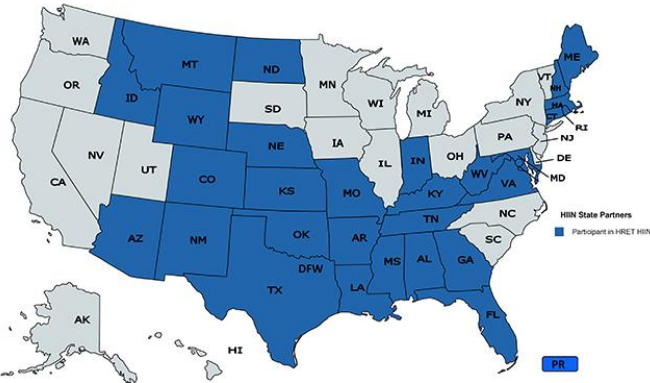 WA
MT
ND
MN
ME
VT
NH
OR
ID
SD
WI
MI
NY
HA
CT
RI
WY
IA
PA
NJ
NE
OH
NV
UT
IL
IN
DE
WV
MD
CA
CO
KS
MO
KY
VA
NC
TN
AZ
NM
OK
AR
SC
HIIN State Partners
Participant in HRET HIIN
DFW
MS
AL
GA
TX
LA
AK
FL
HI
PR